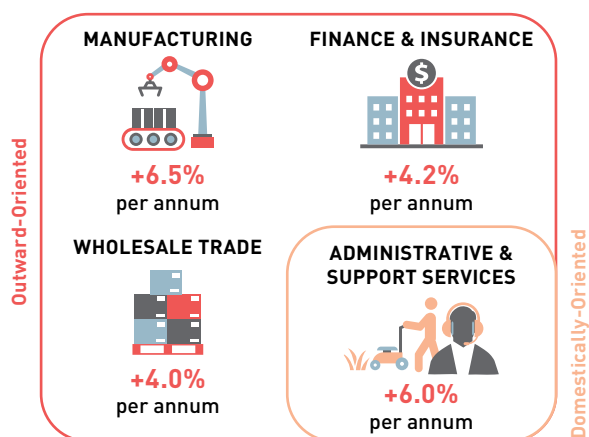 MANUFACTURING
+6.5%
per annum
FINANCE & INSURANCE
$
+4.2%
per annum
WHOLESALE TRADE
+4.0%
per annum
ADMINISTRATIVE &
SUPPORT SERVICES
+6.0%
per annum
Outward-Oriented
Domestically-Oriented